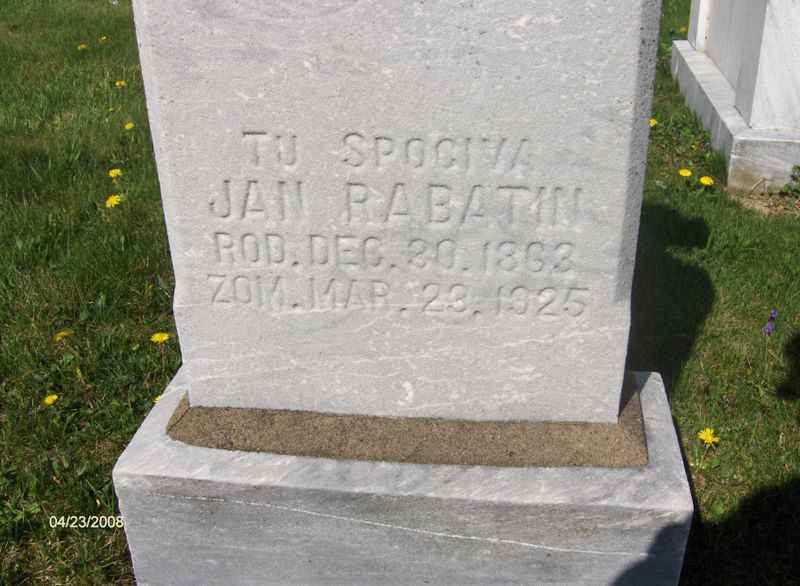 TU SPOCIVA
JAN RABATIN
ROD. DEC. 30. 1863
ZOM. MAR. 23. 1925
04/23/2008